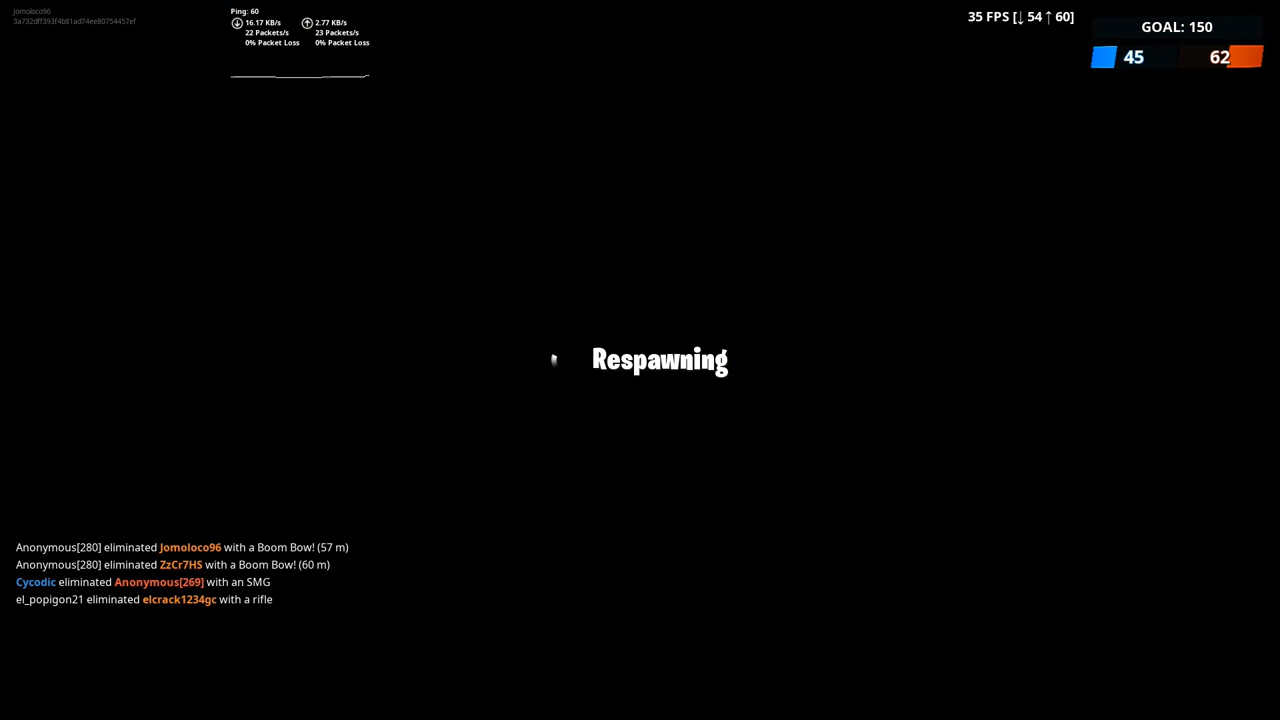 Jomoloco96
3a732dff393f4b81ad74ee80754457ef
Ping: 60
16.17 KB/s 2.77 KB/s
22 Packets/s 23 Packets/s
0% Packet Loss 0% Packet Loss
35 FPS [↓ 54 ↑ 60]
GOAL: 150
45 62
Respawning
Anonymous[280] eliminated Jomoloco96 with a Boom Bow! (57 m)
Anonymous[280] eliminated ZzCr7HS with a Boom Bow! (60 m)
Cycodic eliminated Anonymous[269] with an SMG
el_popigon21 eliminated elcrack1234gc with a rifle